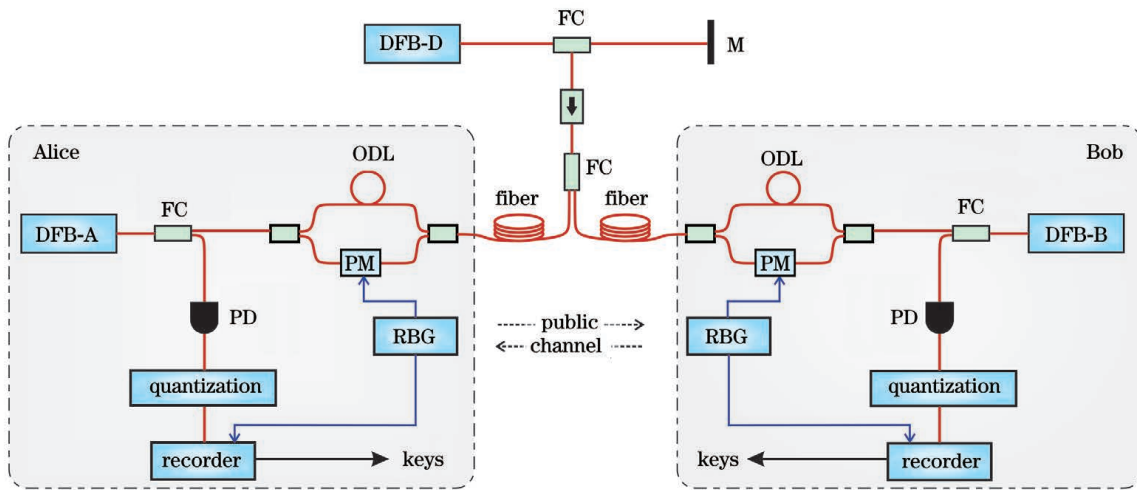 FC
DFB-D
M
Alice
ODL
FC
ODL
Bob
fiber
fiber
FC
FC
DFB-A
DFB-B
PM
PM
PD
RBG
public
channel
RBG
PD
quantization
quantization
recorder
keys
keys
recorder